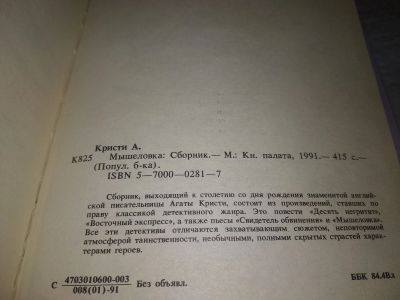 Кристи А.
К825 Мышеловка: Сборник.— М.: Кн. палата, 1991.— 415 с.—
(Попул. б-ка).
ISBN 5—7000—0281—7
Сборник, выходящий к столетию со дня рождения знаменитой английской
писательницы Агаты Кристи, состоит из произведений, ставших по
праву классикой детективного жанра. Это повести «Десять негритят»,
«Восточный экспресс», а также пьесы «Свидетель обвинения» и «Мышеловка».
Все эти детективы отличаются захватывающим сюжетом, неповторимой
атмосферой таинственности, необычными, полными скрытых страстей харак-
терами героев.
С 4703010600-003 Без объявл.
008(01)-91
ББК 84.4Вл